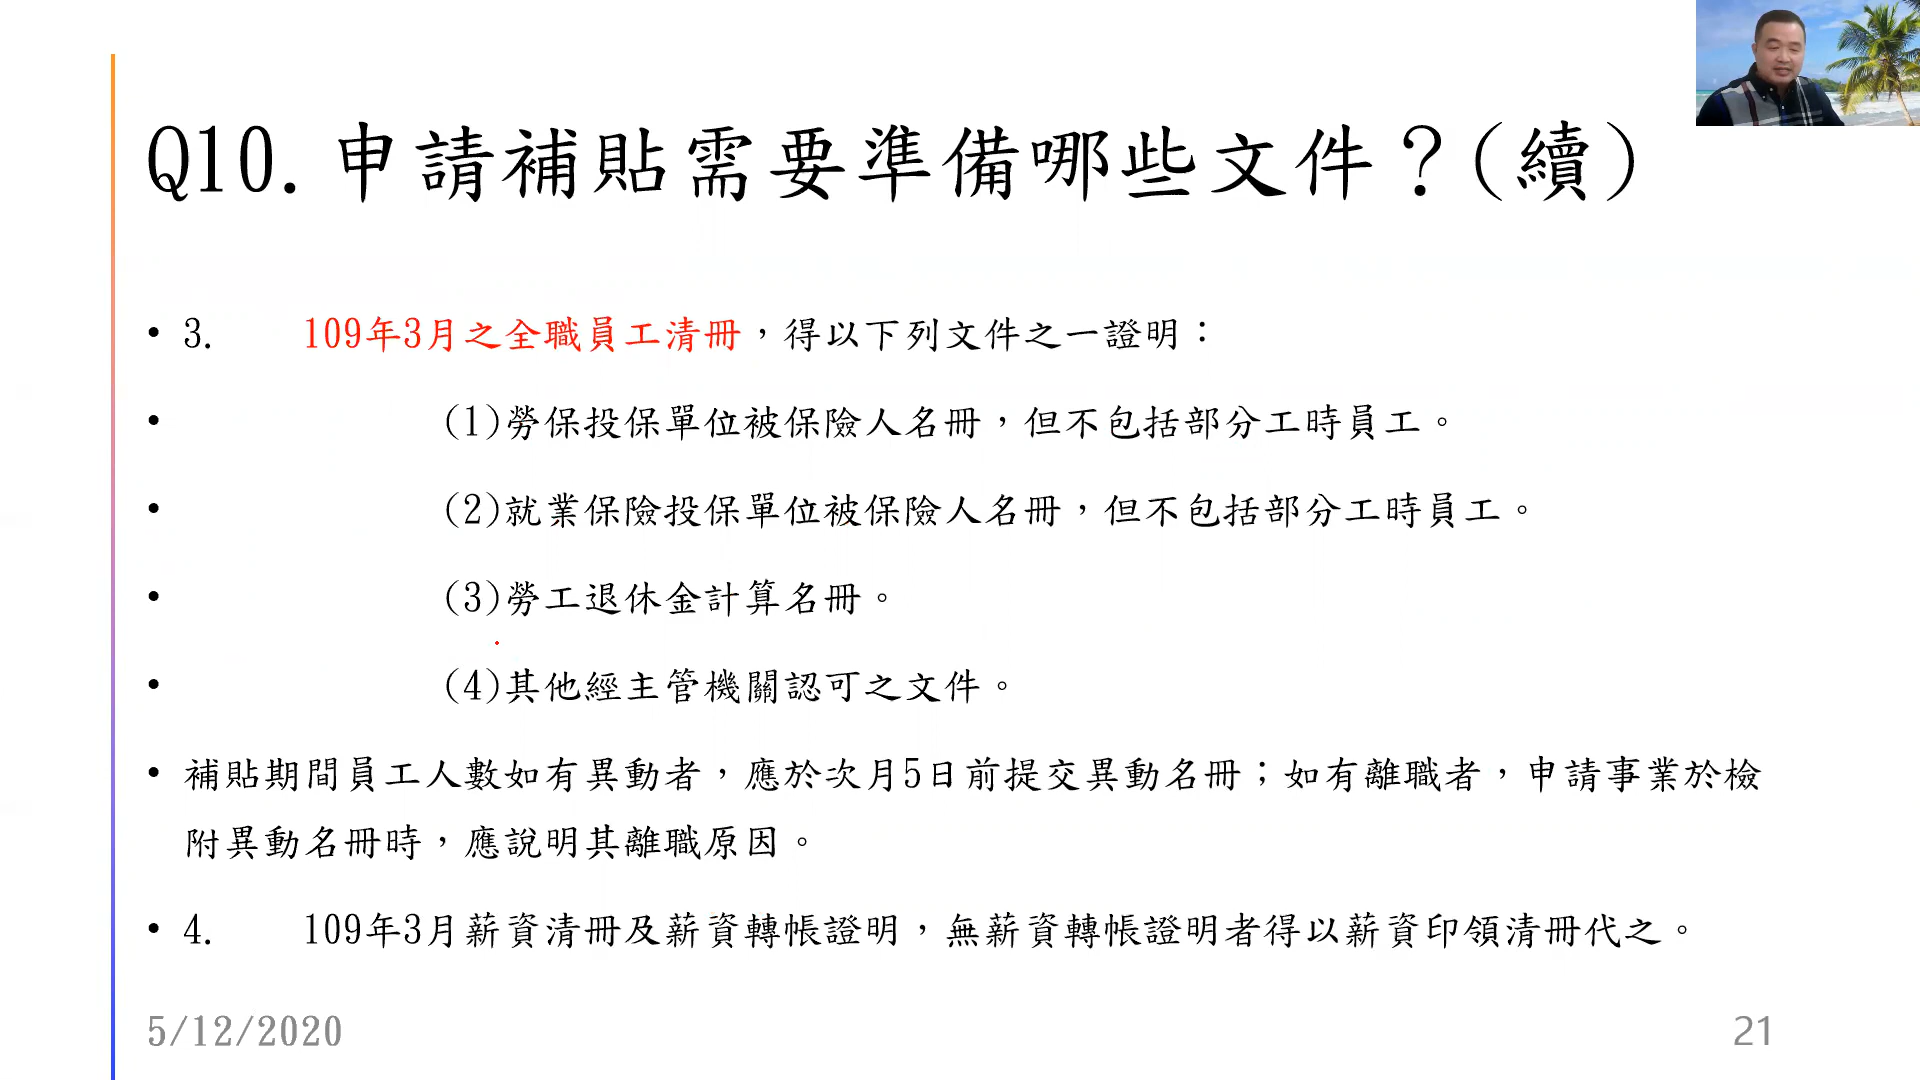 Q10.申請補貼需要準備哪些文件？(續)
• 3. 109年3月之全職員工清冊，得以下列文件之一證明：
• (1)勞保投保單位被保險人名冊，但不包括部分工時員工。
• (2)就業保險投保單位被保險人名冊，但不包括部分工時員工。
• (3)勞工退休金計算名冊。
• (4)其他經主管機關認可之文件。
• 補貼期間員工人數如有異動者，應於次月5日前提交異動名冊；如有離職者，申請事業於檢
附異動名冊時，應說明其離職原因。
• 4. 109年3月薪資清冊及薪資轉帳證明，無薪資轉帳證明者得以薪資印領清冊代之。
5/12/2020
21